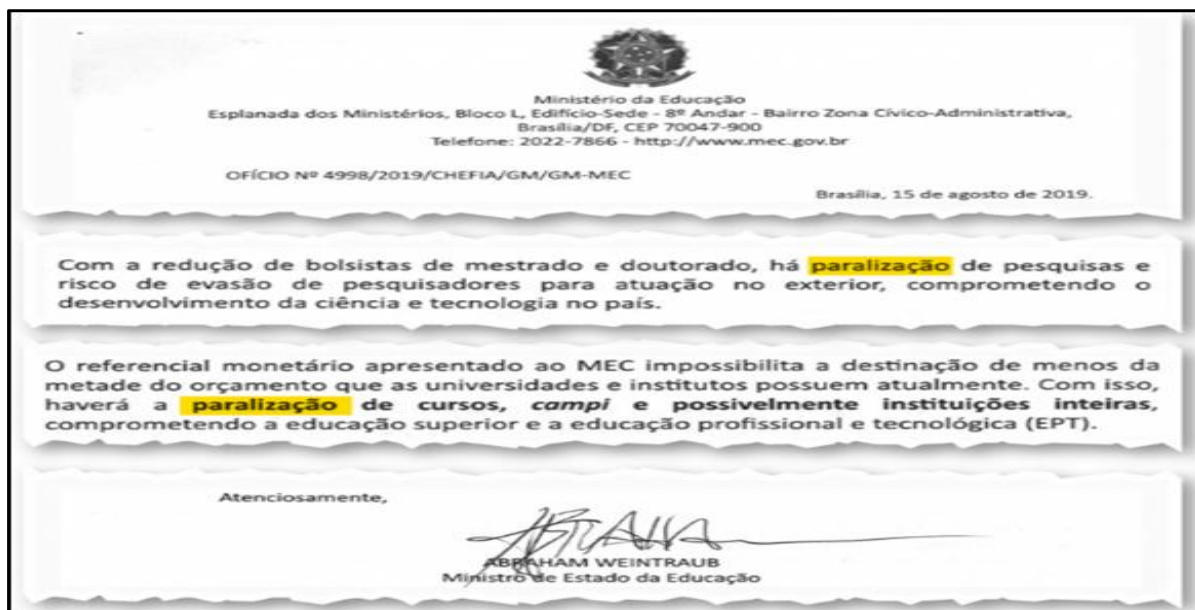 Ministério da Educação
Esplanada dos Ministérios, Bloco L, Edifício-Sede - 8º Andar - Bairro Zona Cívico-Administrativa,
Brasília/DF, CEP 70047-900
Telefone: 2022-7866 - http://www.mec.gov.br
OFÍCIO Nº 4998/2019/CHEFIA/GM/GM-MEC
Brasília, 15 de agosto de 2019.
Com a redução de bolsistas de mestrado e doutorado, há paralização de pesquisas e
risco de evasão de pesquisadores para atuação no exterior, comprometendo o
desenvolvimento da ciência e tecnologia no país.
O referencial monetário apresentado ao MEC impossibilita a destinação de menos da
metade do orçamento que as universidades e institutos possuem atualmente. Com isso,
haverá a paralização de cursos, campi e possivelmente instituições inteiras,
comprometendo a educação superior e a educação profissional e tecnológica (EPT).
Atenciosamente,
ABRAHAM WEINTRAUB
Ministro de Estado da Educação